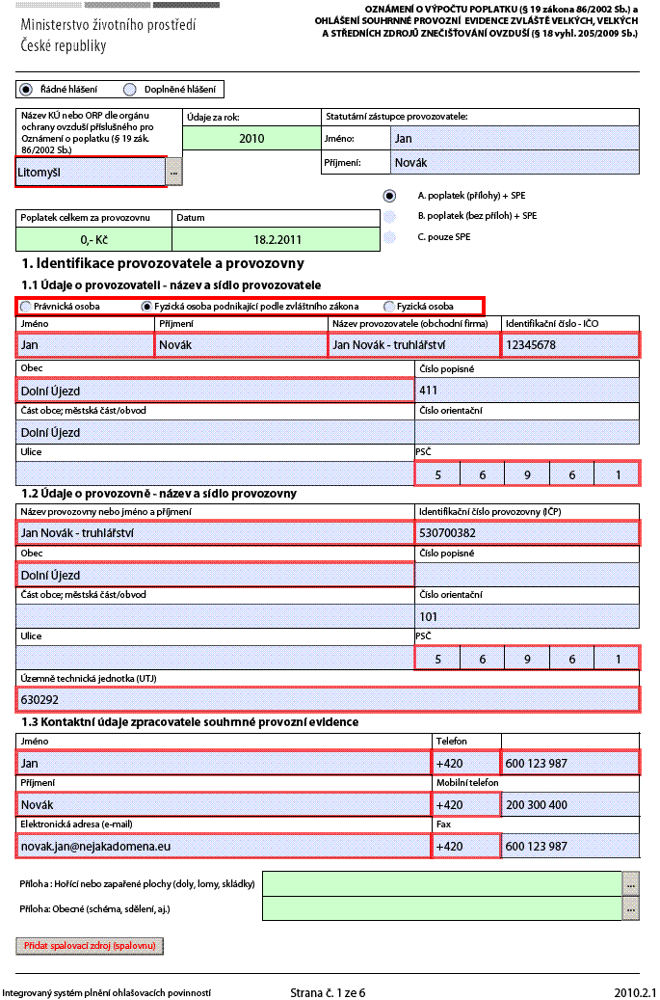 Ministerstvo životního prostředí
České republiky
OZNÁMENÍ O VÝPOČTU POPLATKU (§ 19 zákona 86/2002 Sb.) a
OHLÁŠENÍ SOUHRNNÉ PROVOZNÍ EVIDENCE ZVLÁŠTĚ VELKÝCH, VELKÝCH
A STŘEDNÍCH ZDROJŮ ZNEČIŠŤOVÁNÍ OVZDUŠÍ (§ 18 vyhl. 205/2009 Sb.)
Řádné hlášení Doplněné hlášení
Název KÚ nebo ORP dle orgánu
ochrany ovzduší příslušného pro
Oznámení o poplatku (§ 19 zák.
86/2002 Sb.)
Litomyšl ...
Údaje za rok:
2010
Statutární zástupce provozovatele:
Jméno: Jan
Příjmení: Novák
A. poplatek (přílohy) + SPE
B. poplatek (bez příloh) + SPE
C. pouze SPE
Poplatek celkem za provozovnu Datum
0,- Kč 18.2.2011
1. Identifikace provozovatele a provozovny
1.1 Údaje o provozovateli - název a sídlo provozovatele
Právnická osoba Fyzická osoba podnikající podle zvláštního zákona Fyzická osoba
Jméno Příjmení Název provozovatele (obchodní firma) Identifikační číslo - IČO
Jan Novák Jan Novák - truhlářství 12345678
Obec Číslo popisné
Dolní Újezd 411
Část obce; městská část/obvod Číslo orientační
Dolní Újezd
Ulice PSČ
5 6 9 6 1
1.2 Údaje o provozovně - název a sídlo provozovny
Název provozovny nebo jméno a příjmení Identifikační číslo provozovny (IČP)
Jan Novák - truhlářství 530700382
Obec Číslo popisné
Dolní Újezd
Část obce; městská část/obvod Číslo orientační
101
Ulice PSČ
5 6 9 6 1
Územně technická jednotka (UTJ)
630292
1.3 Kontaktní údaje zpracovatele souhrnné provozní evidence
Jméno Telefon
Jan +420 600 123 987
Příjmení Mobilní telefon
Novák +420 200 300 400
Elektronická adresa (e-mail) Fax
novak.jan@nejakadomena.eu +420 600 123 987
Příloha : Hořící nebo zapařené plochy (doly, lomy, skládky) ...
Příloha: Obecné (schéma, sdělení, aj.) ...
Přidat spalovací zdroj (spalovnu)
Integrovaný systém plnění ohlašovacích povinností Strana č. 1 ze 6 2010.2.1